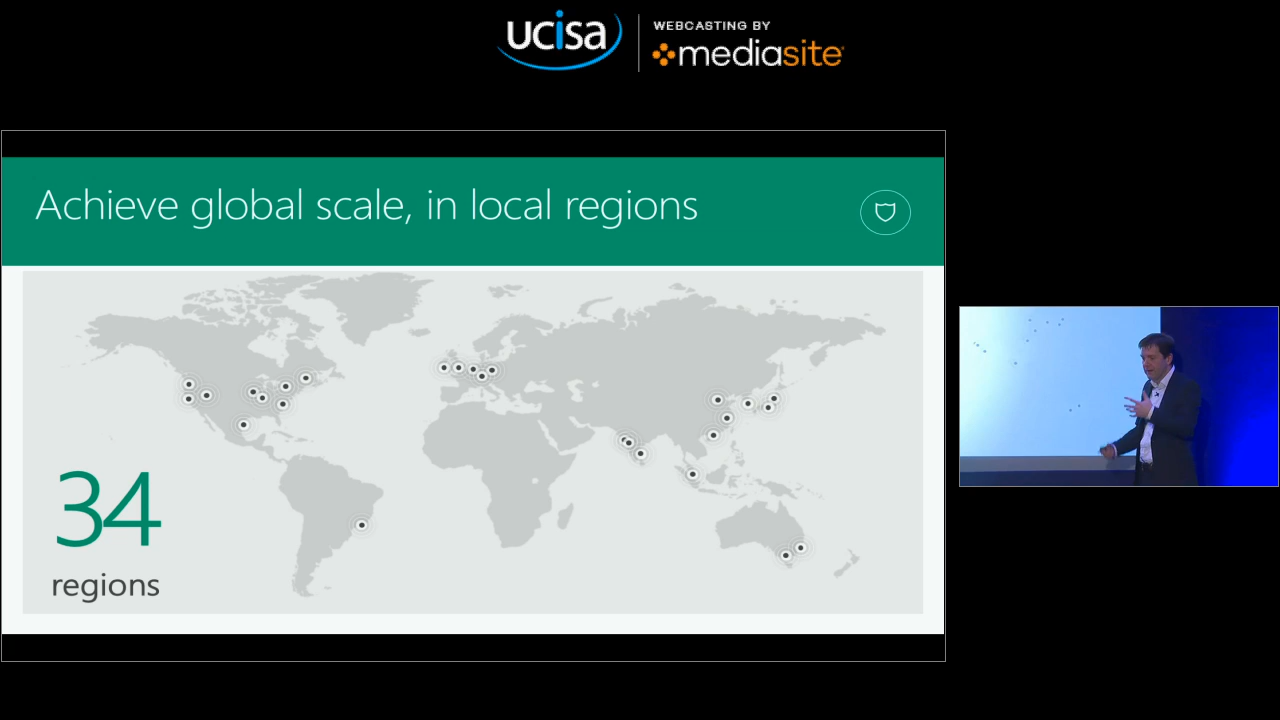 ucisa
WEBCASTING BY
mediasite
Achieve global scale, in local regions
34
regions